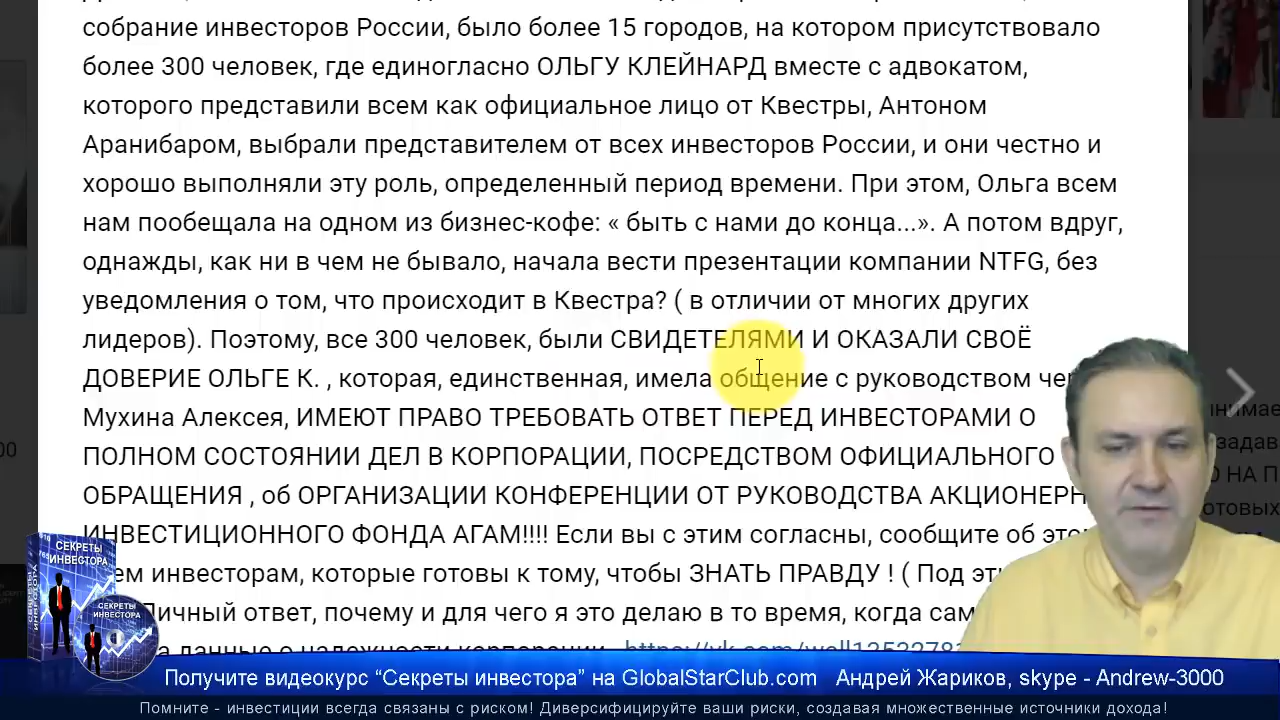 собрание инвесторов России, было более 15 городов, на котором присутствовало
более 300 человек, где единогласно ОЛЬГУ КЛЕЙНАРД вместе с адвокатом,
которого представили всем как официальное лицо от Квестры, Антоном
Аранибаром, выбрали представителем от всех инвесторов России, и они честно и
хорошо выполняли эту роль, определенный период времени. При этом, Ольга всем
нам пообещала на одном из бизнес-кофе: « быть с нами до конца...». А потом вдруг,
однажды, как ни в чем не бывало, начала вести презентации компании NTFG, без
уведомления о том, что происходит в Квестра? ( в отличии от многих других
лидеров). Поэтому, все 300 человек, были СВИДЕТЕЛЯМИ И ОКАЗАЛИ СВОЁ
ДОВЕРИЕ ОЛЬГЕ К. , которая, единственная, имела общение с руководством
Мухина Алексея, ИМЕЮТ ПРАВО ТРЕБОВАТЬ ОТВЕТ ПЕРЕД ИНВЕСТОРАМИ О
ПОЛНОМ СОСТОЯНИИ ДЕЛ В КОРПОРАЦИИ, ПОСРЕДСТВОМ ОФИЦИАЛЬНОГО
ОБРАЩЕНИЯ , об ОРГАНИЗАЦИИ КОНФЕРЕНЦИИ ОТ РУКОВОДСТВА
ИНВЕСТИЦИОННОГО ФОНДА АГАМ!!!! Если вы с этим согласны, сообщите об
инвесторам, которые готовы к тому, чтобы ЗНАТЬ ПРАВДУ ! ( Под
Личный ответ, почему и для чего я это делаю в то время, когда
данные о надежности корпорации
СЕКРЕТЫ
ИНВЕСТОРА
СЕКРЕТЫ
ИНВЕСТОРА
Получите видеокурс “Секреты инвестора” на GlobalStarClub.com Андрей Жариков, skype - Andrew-3000
Помните - инвестиции всегда связаны с риском! Диверсифицируйте ваши риски, создавая множественные источники дохода!